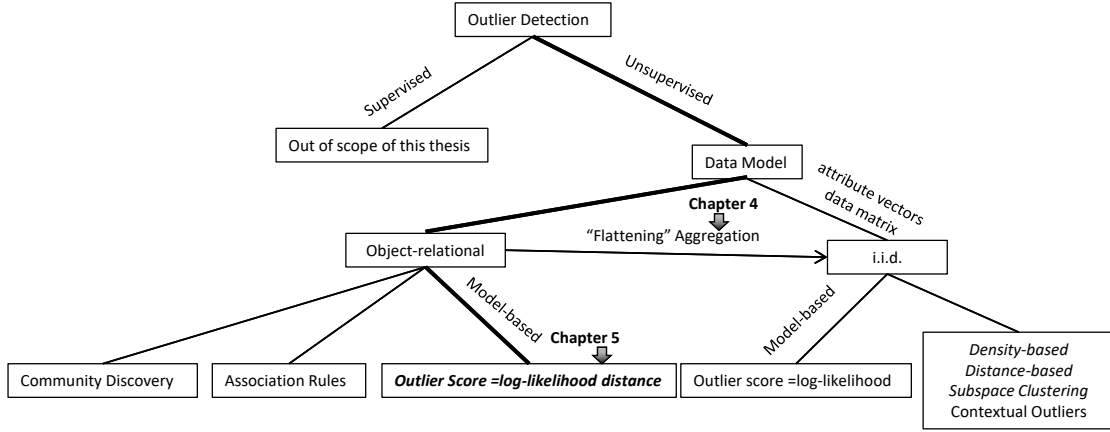 Outlier Detection
Supervised
Unsupervised
Out of scope of this thesis
Data Model
attribute vectors
data matrix
Chapter 4
“Flattening” Aggregation
Object-relational
i.i.d.
Model-based
Model-based
Chapter 5
Community Discovery
Association Rules
Outlier Score =log-likelihood distance
Outlier score =log-likelihood
Density-based
Distance-based
Subspace Clustering
Contextual Outliers